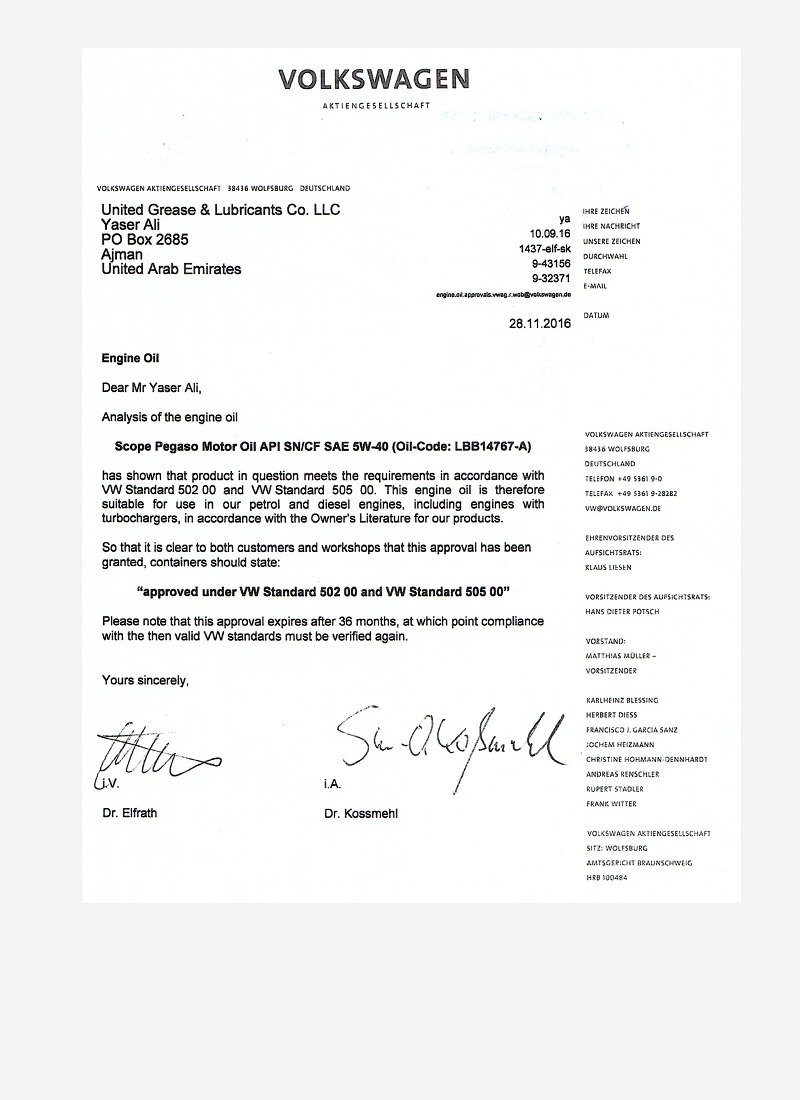 VOLKSWAGEN
AKTIENGESELLSCHAFT
VOLKSWAGEN AKTIENGESELLSCHAFT 38436 WOLFSBURG DEUTSCHLAND
United Grease & Lubricants Co. LLC
Yaser Ali
PO Box 2685
Ajman
United Arab Emirates
ya IHRE ZEICHEN
10.09.16 IHRE NACHRICHT
1437-elf-sk UNSERE ZEICHEN
9-43156 DURCHWAHL
9-32371 TELEFAX
engine.oil.approvals.vwag.r.wob@volkswagen.de E-MAIL
28.11.2016 DATUM
Engine Oil
Dear Mr Yaser Ali,
Analysis of the engine oil
Scope Pegaso Motor Oil API SN/CF SAE 5W-40 (Oil-Code: LBB14767-A)
has shown that product in question meets the requirements in accordance with
VW Standard 502 00 and VW Standard 505 00. This engine oil is therefore
suitable for use in our petrol and diesel engines, including engines with
turbochargers, in accordance with the Owner's Literature for our products.
So that it is clear to both customers and workshops that this approval has been
granted, containers should state:
“approved under VW Standard 502 00 and VW Standard 505 00”
Please note that this approval expires after 36 months, at which point compliance
with the then valid VW standards must be verified again.
Yours sincerely,
i.V.
i.A.
Dr. Elfrath
Dr. Kossmehl
VOLKSWAGEN AKTIENGESELLSCHAFT
38436 WOLFSBURG
DEUTSCHLAND
TELEFON +49 5361 9-0
TELEFAX +49 5361 9-28282
VW@VOLKSWAGEN.DE
EHRENVORSITZENDER DES
AUFSICHTSRATS:
KLAUS LIESEN
VORSITZENDER DES AUFSICHTSRATS:
HANS DIETER PÖTSCH
VORSTAND:
MATTHIAS MÜLLER –
VORSITZENDER
KARLHEINZ BLESSING
HERBERT DIESS
FRANCISCO J. GARCIA SANZ
JOCHEM HEIZMANN
CHRISTINE HOHMANN-DENNHARDT
ANDREAS RENSCHLER
RUPERT STADLER
FRANK WITTER
VOLKSWAGEN AKTIENGESELLSCHAFT
SITZ: WOLFSBURG
AMTSGERICHT BRAUNSCHWEIG
HRB 100484